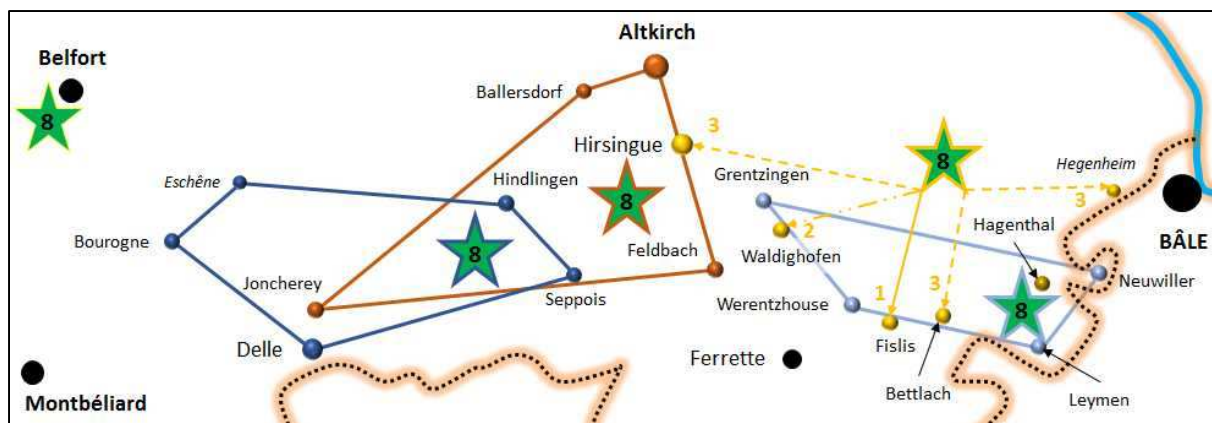 Altkirch
Belfort
Ballersdorf
8
3
Hirsingue
8
Hegenheim
Eschêne
Hindlingen
Grentzingen
3
8
2
Hagenthal
Bourogne
Feldbach
Waldighofen
BÂLE
8
Joncherey
Seppois
Werentzhouse
1
3
8
Neuwiller
Delle
Fislis
Ferrette
Bettlach
Leymen
Montbéliard